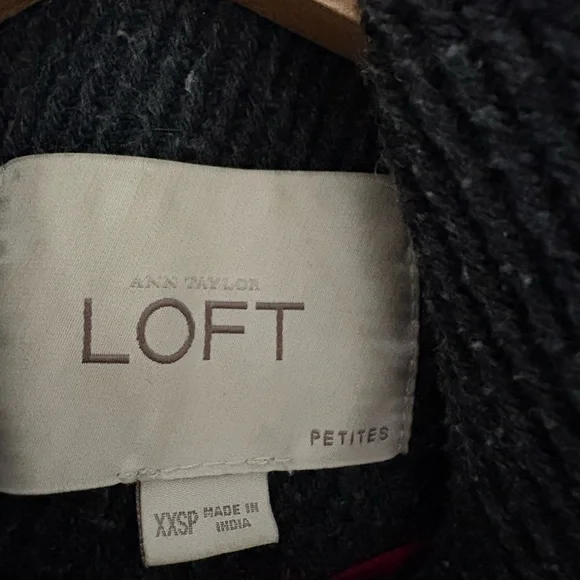 ANN TAYLOR
LOFT
PETITES
XXSP
MADE IN
INDIA